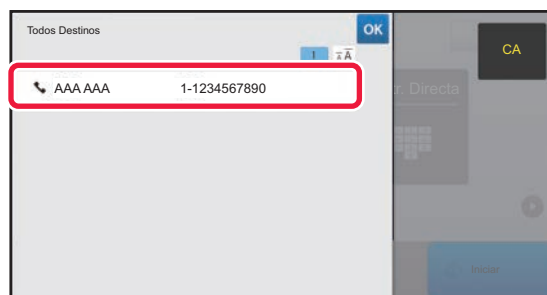 Todos Destinos
OK
1
AAA AAA 1-1234567890
CA
r. Directa
Iniciar